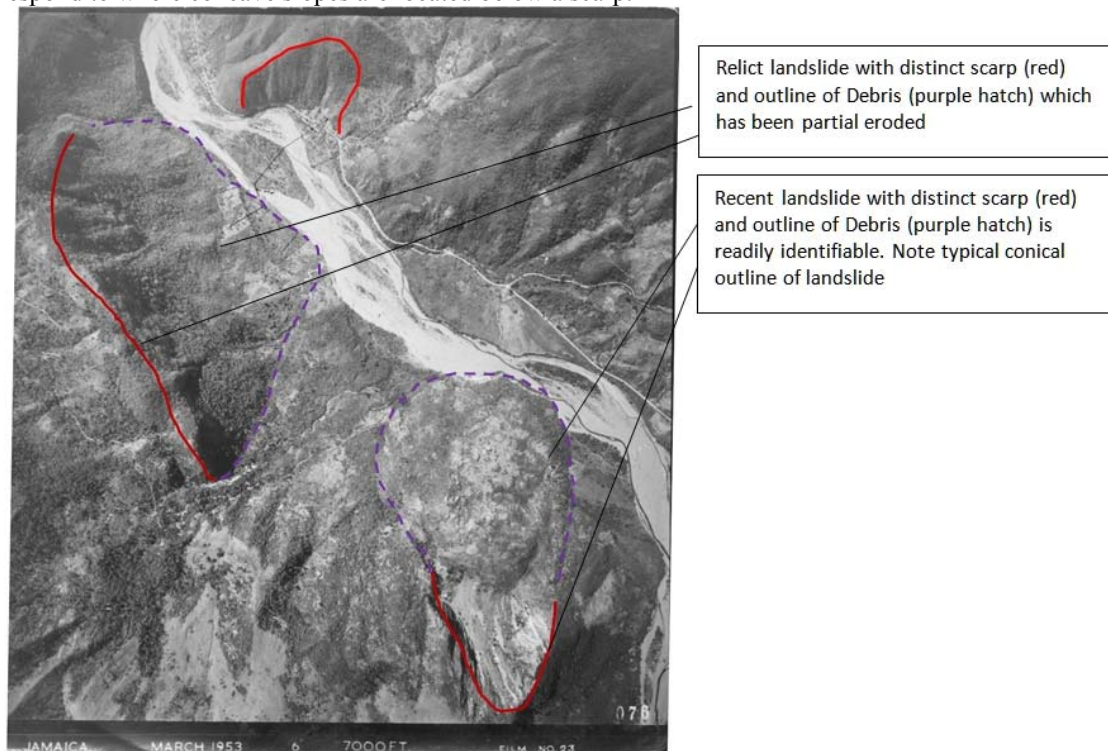 Relict landslide with distinct scarp (red)
and outline of Debris (purple hatch) which
has been partial eroded
Recent landslide with distinct scarp (red)
and outline of Debris (purple hatch) is
readily identifiable. Note typical conical
outline of landslide
076
JAMAICA. MARCH 1953 6 7000 FT. FILM NO. 23